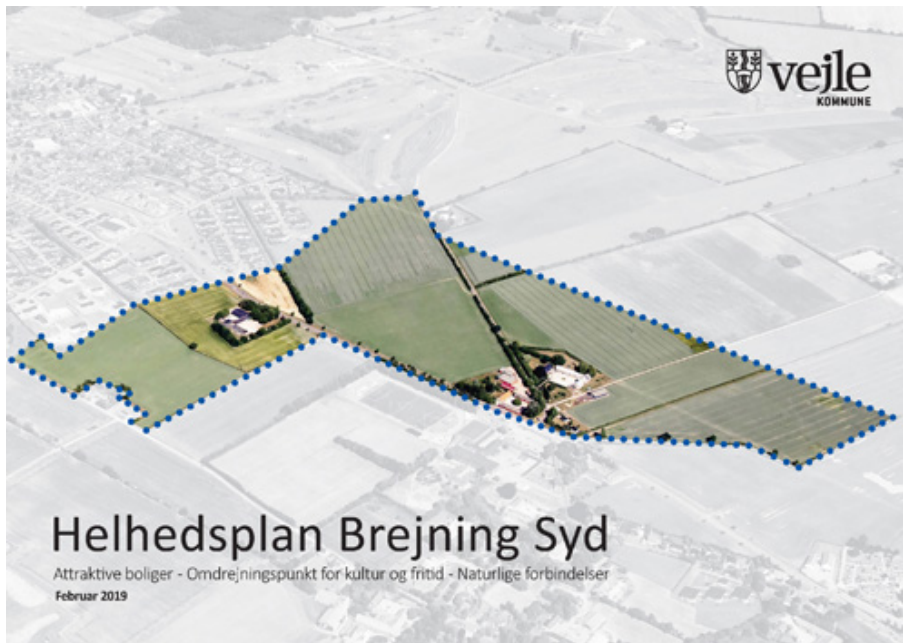 vejle
KOMMUNE
Helhedsplan Brejning Syd
Attraktive boliger - Omdrejningspunkt for kultur og fritid - Naturlige forbindelser
Februar 2019